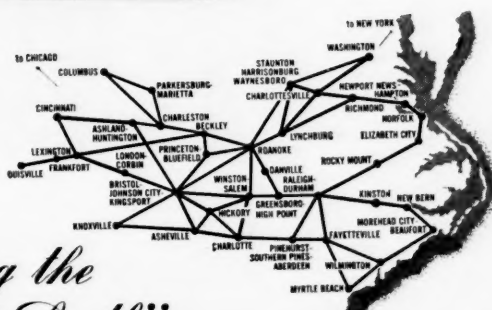 to NEW YORK
WASHINGTON
to CHICAGO
STAUNTON
HARRISONBURG
WAYNESBORO
COLUMBUS
PARKERSBURG-
MARIETTA
CHARLOTTESVILLE
NEWPORT NEWS-
HAMPTON
RICHMOND
CINCINNATI
CHARLESTON
NORFOLK
ASHLAND-
HUNTINGTON
BECKLEY
LYNCHBURG
ELIZABETH CITY
LEXINGTON
PRINCETON-
BLUEFIELD
ROANOKE
FRANKFORT
LONDON-
CORBIN
DANVILLE
ROCKY MOUNT
OUISVILLE
WINSTON-
SALEM
RALEIGH-
DURHAM
BRISTOL-
JOHNSON CITY-
KINGSPORT
KINSTON
NEW BERN
GREENSBORO-
HIGH POINT
HICKORY
MOREHEAD CITY-
BEAUFORT
KNOXVILLE
ASHEVILLE
CHARLOTTE
FAYETTEVILLE
PINEHURST-
SOUTHERN PINES-
ABERDEEN
WILMINGTON
MYRTLE BEACH
g the